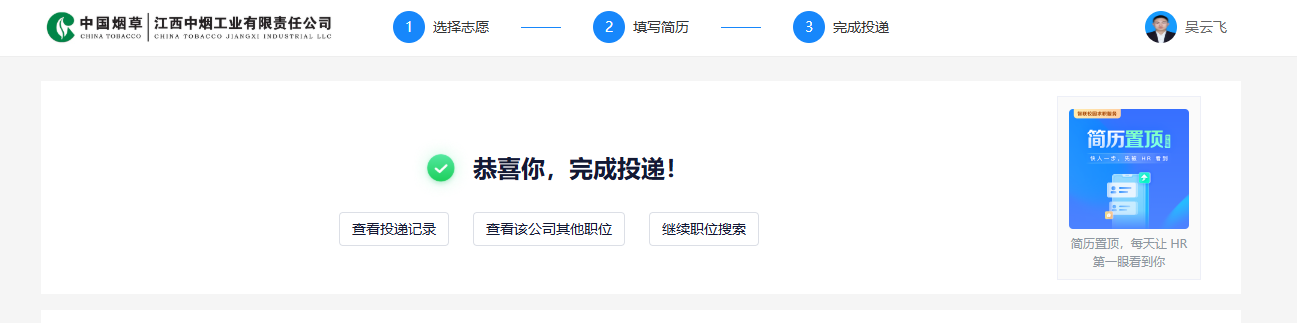 中国烟草 江西中烟工业有限责任公司
CHINA TOBACCO CHINA TOBACCO JIANGXI INDUSTRIAL LLC
1 选择志愿
2 填写简历
3 完成投递
吴云飞
恭喜你，完成投递！
查看投递记录
查看该公司其他职位
继续职位搜索
简历置顶
快人一步，先被 HR 看到
简历置顶，每天让 HR
第一眼看到你